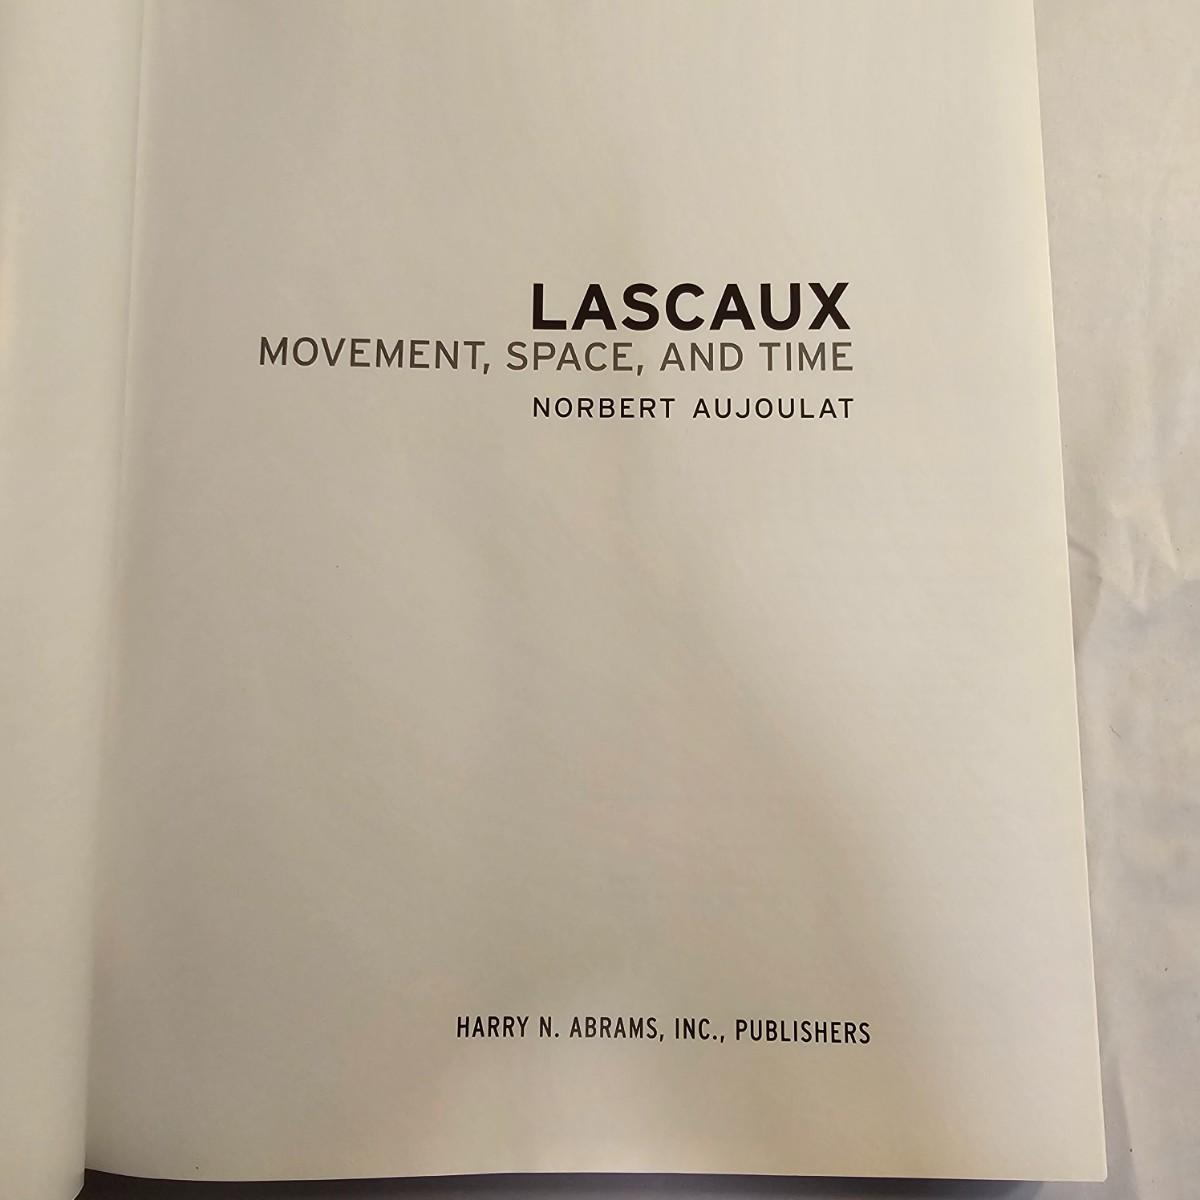 LASCAUX
MOVEMENT, SPACE, AND TIME
NORBERT AUJOULAT
HARRY N. ABRAMS, INC., PUBLISHERS